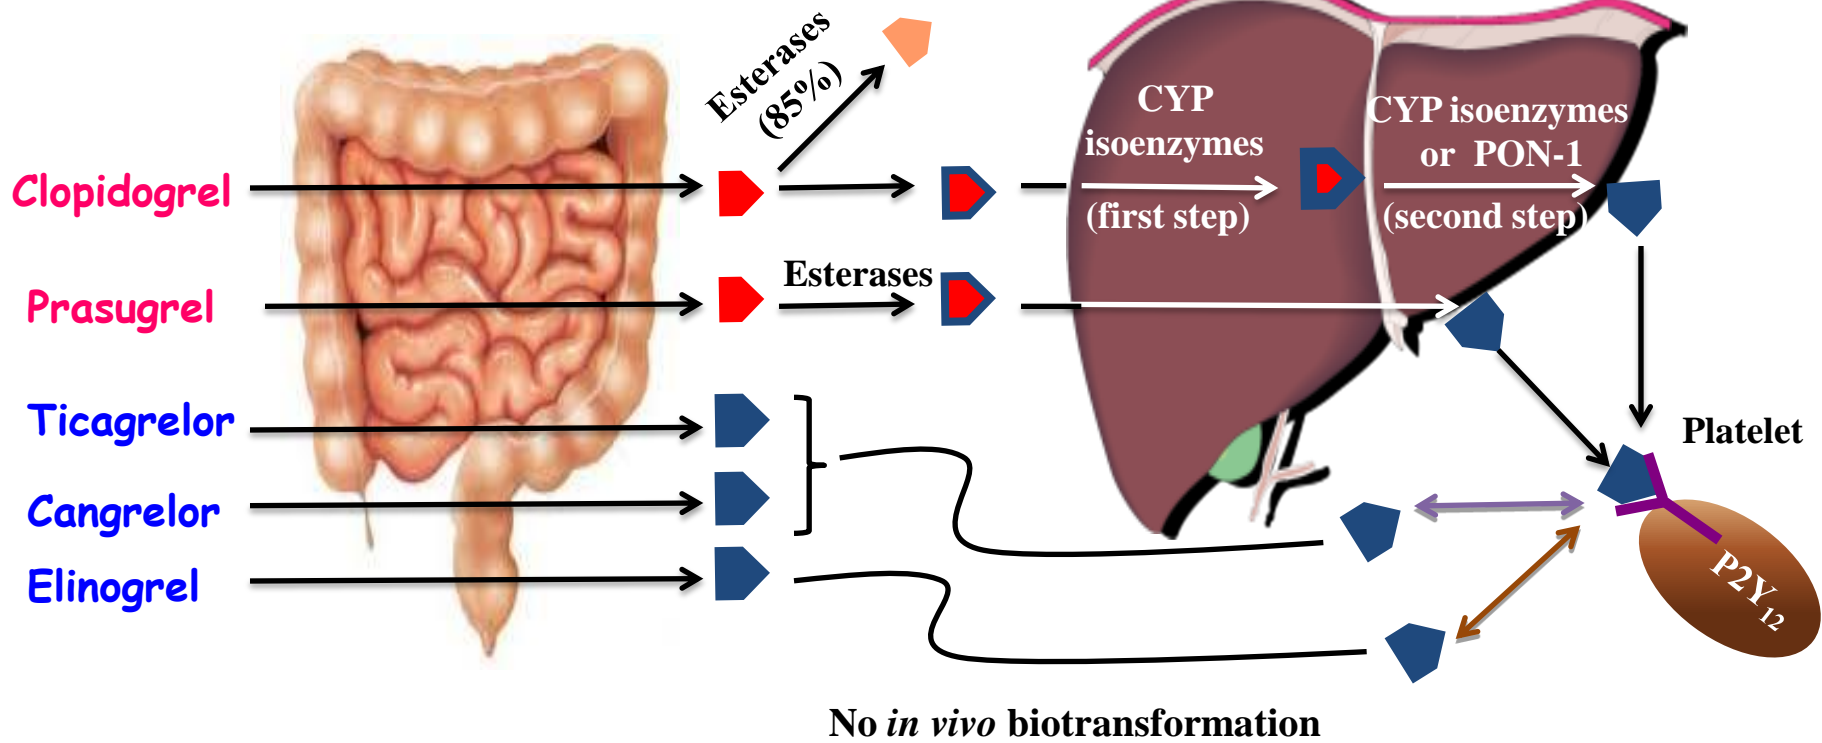 Esterases
(85%)
CYP
isoenzymes
(first step)
CYP isoenzymes
or PON-1
(second step)
Clopidogrel
Esterases
Prasugrel
Ticagrelor
Cangrelor
Elinogrel
Platelet
P2Y12
No in vivo biotransformation